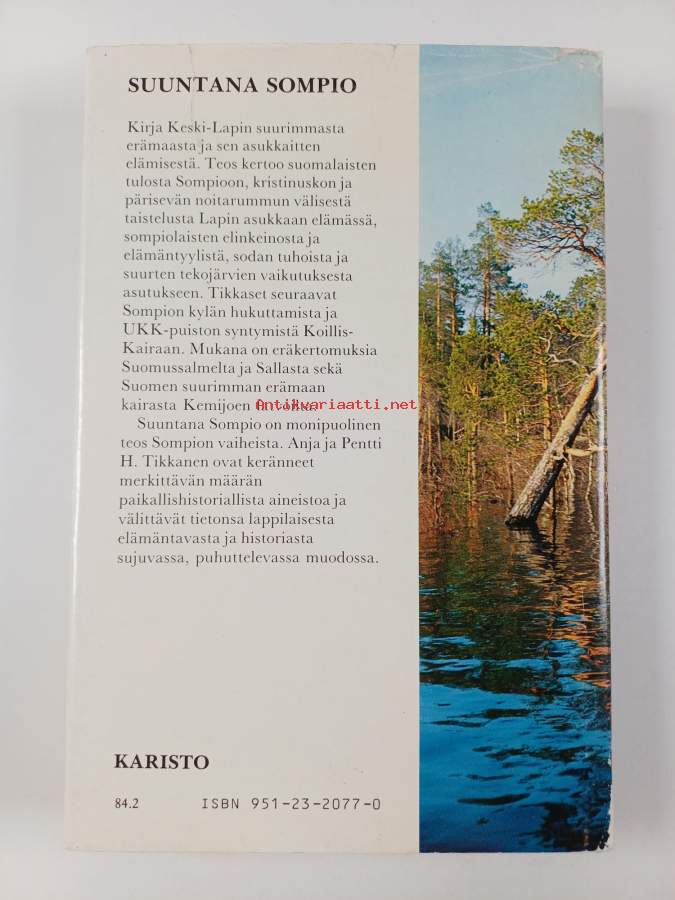 SUUNTANA SOMPIO
Kirja Keski-Lapin suurimmasta
erämaasta ja sen asukkaitten
elämisestä. Teos kertoo suomalaisten
tulosta Sompioon, kristinuskon ja
pärisevän noitarummun välisestä
taistelusta Lapin asukkaan elämässä,
sompiolaisten elinkeinosta ja
elämäntyylistä, sodan tuhoista ja
suurten tekojärvien vaikutuksesta
asutukseen. Tikkaset seuraavat
Sompion kylän hukuttamista ja
UKK-puiston syntymistä Koillis-
Kairaan. Mukana on eräkertomuksia
Suomussalmelta ja Sallasta sekä
Suomen suurimman erämaan
kairasta Kemijoen
Antikvariaatti.net
Suuntana Sompio on monipuolinen
teos Sompion vaiheista. Anja ja Pentti
H. Tikkanen ovat keränneet
merkittävän määrän
paikallishistoriallista aineistoa ja
välittävät tietonsa lappilaisesta
elämäntavasta ja historiasta
sujuvassa, puhuttelevassa muodossa.
KARISTO
84.2 ISBN 951-23-2077-0